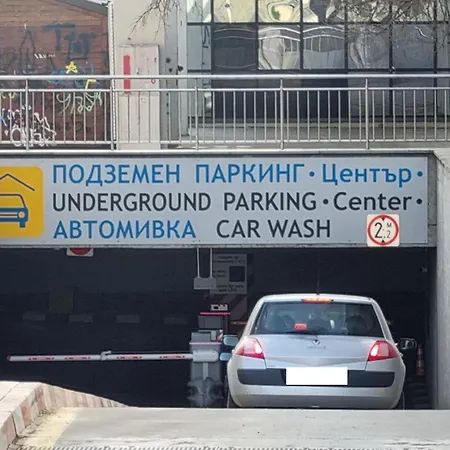 ПОДЗЕМЕН ПАРКИНГ • Център •
UNDERGROUND PARKING • Center •
АВТОМИВКА CAR WASH
2.2 M